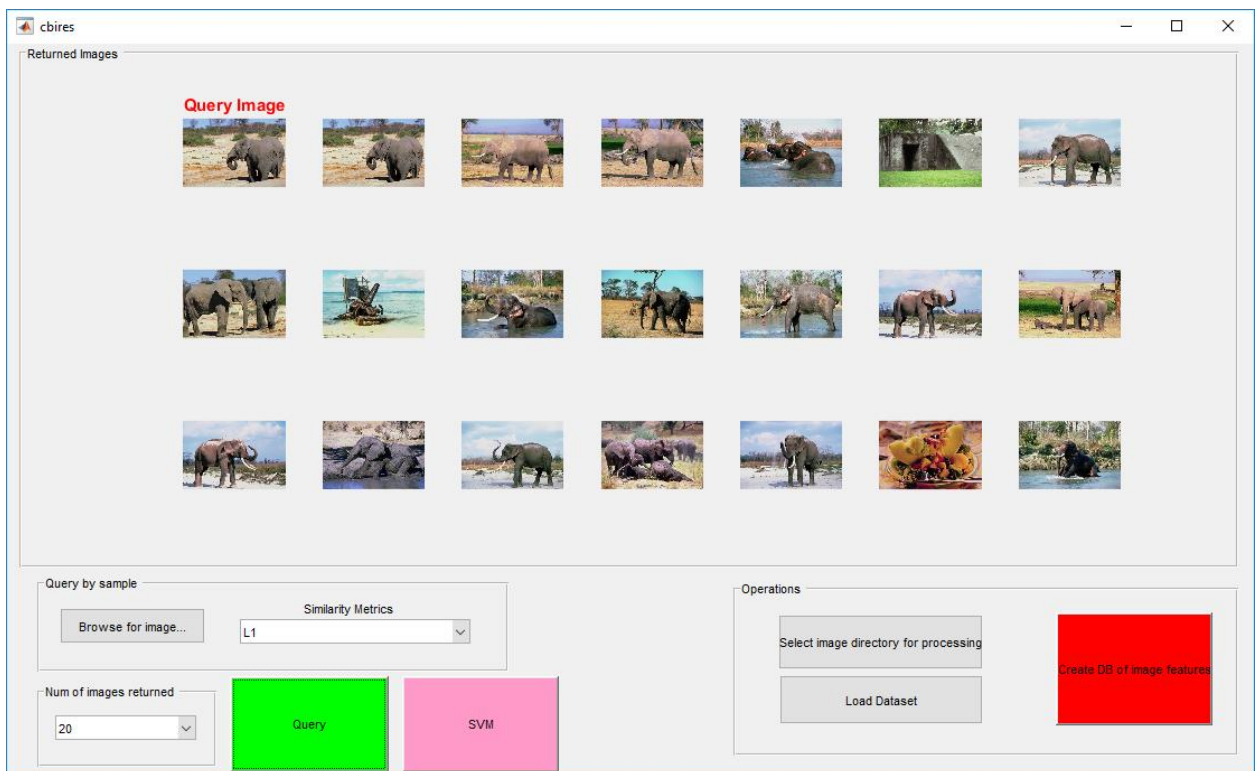 cbires
Returned Images
Query Image
Query by sample
Browse for image...
Similarity Metrics
L1
Num of images returned
20
Query
SVM
Operations
Select image directory for processing
Load Dataset
Create DB of image features